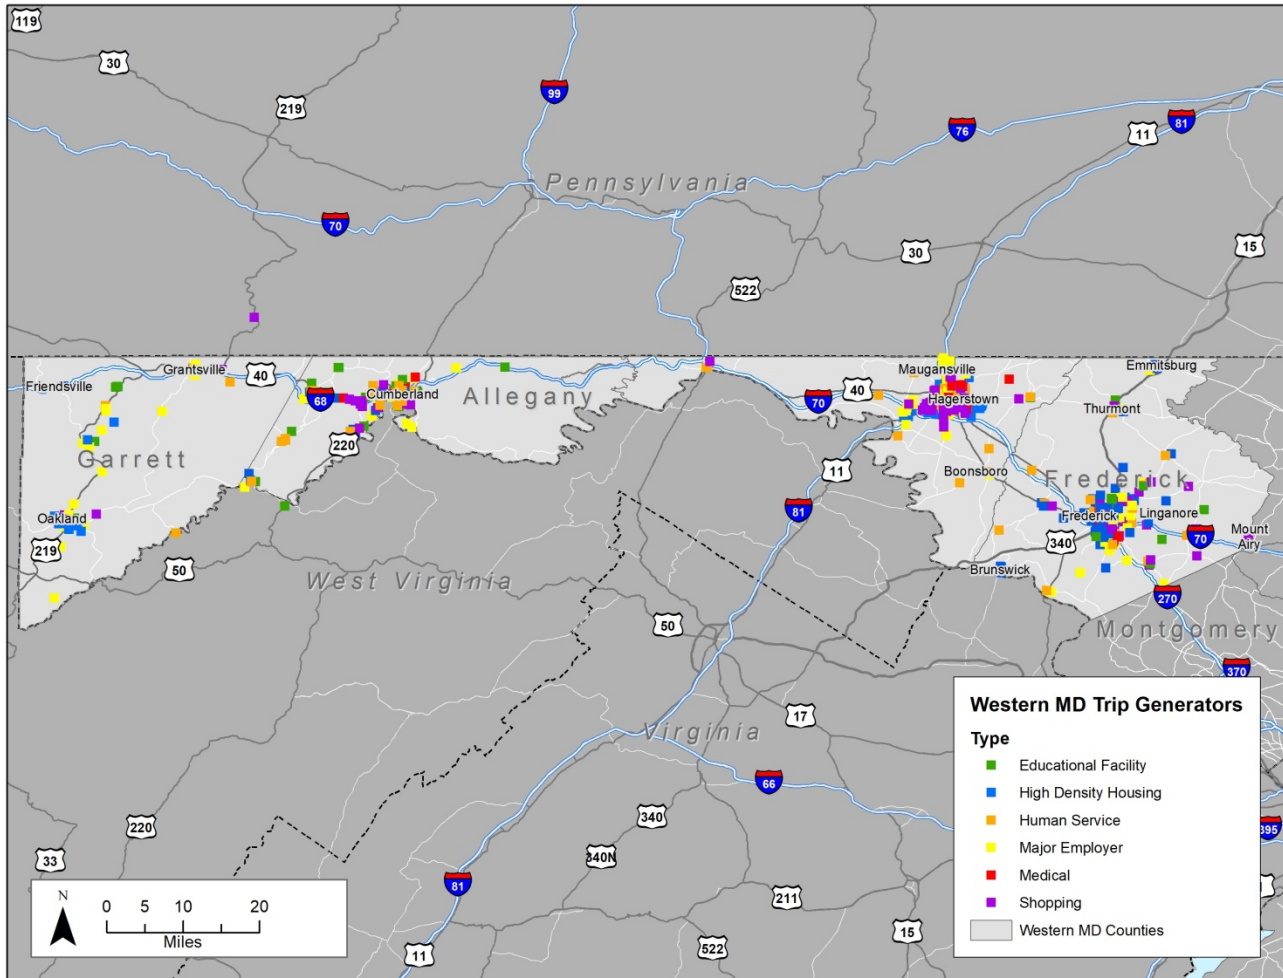 119
30
219
99
76
11
81
Pennsylvania
70
30
15
522
Friendsville
Grantsville
40
68
Cumberland
Allegany
Maugansville
40
70
Hagerstown
Emmitsburg
Thurmont
Garrett
220
11
Boonsboro
Frederick
81
Oakland
219
Frederick
Linganore
70
Mount
Airy
340
50
West Virginia
Brunswick
270
50
Montgomery
370
17
Virginia
66
340
220
33
340N
395
81
211
11
522
15
N
0 5 10 20
Miles
Western MD Trip Generators
Type
Educational Facility
High Density Housing
Human Service
Major Employer
Medical
Shopping
Western MD Counties